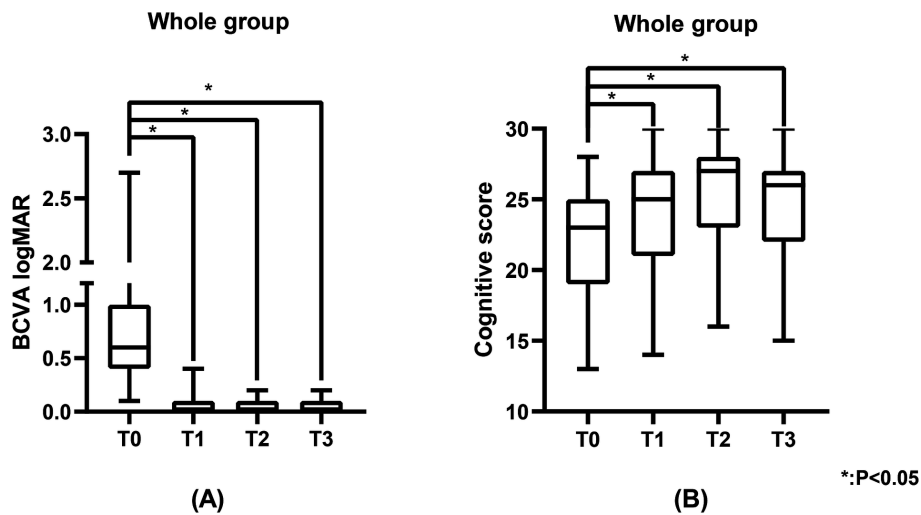 Whole group
*
*
*
3.0
2.5
2.0
1.0
0.5
0.0
BCVA logMAR
T0 T1 T2 T3
(A)
Whole group
*
*
*
30
25
20
15
10
Cognitive score
T0 T1 T2 T3
(B)
*:P<0.05